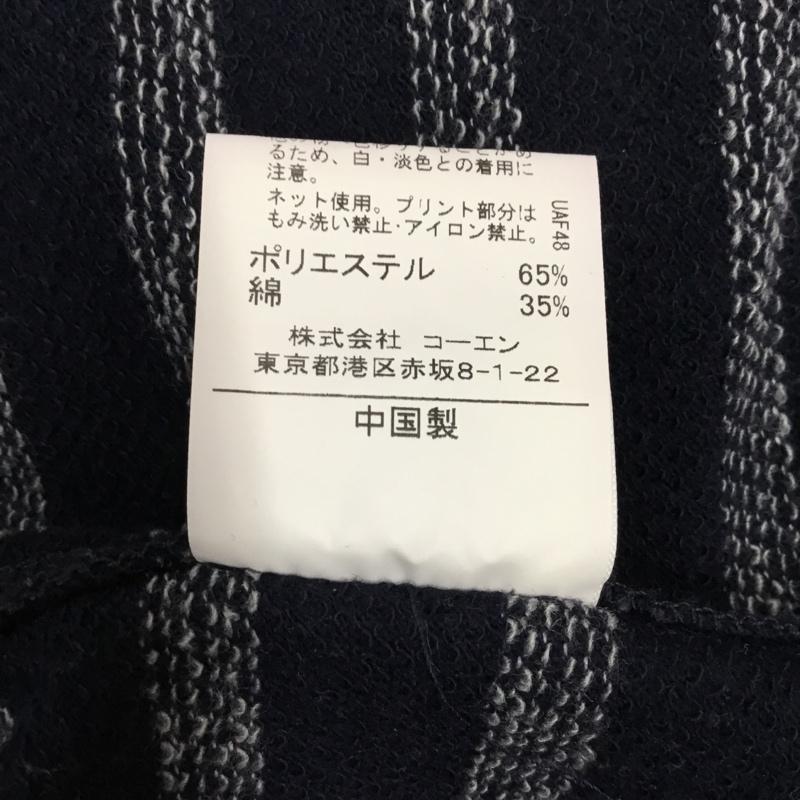 るため、白・淡色との着用に
注意。
ネット使用。プリント部分は
もみ洗い禁止・アイロン禁止。
UAF48
ポリエステル 65%
綿 35%
株式会社 コーエン
東京都港区赤坂8-1-22
中国製